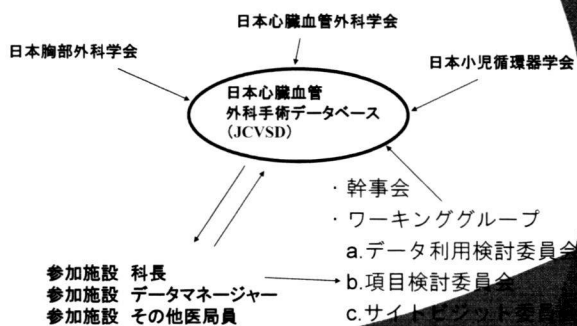 日本心臓血管外科学会
日本胸部外科学会
日本小児循環器学会
日本心臓血管
外科手術データベース
(JCVSD)
・幹事会
・ワーキンググループ
a.データ利用検討委員会
b.項目検討委員会
c.サイトビジット委員会
参加施設 科長
参加施設 データマネージャー
参加施設 その他医局員